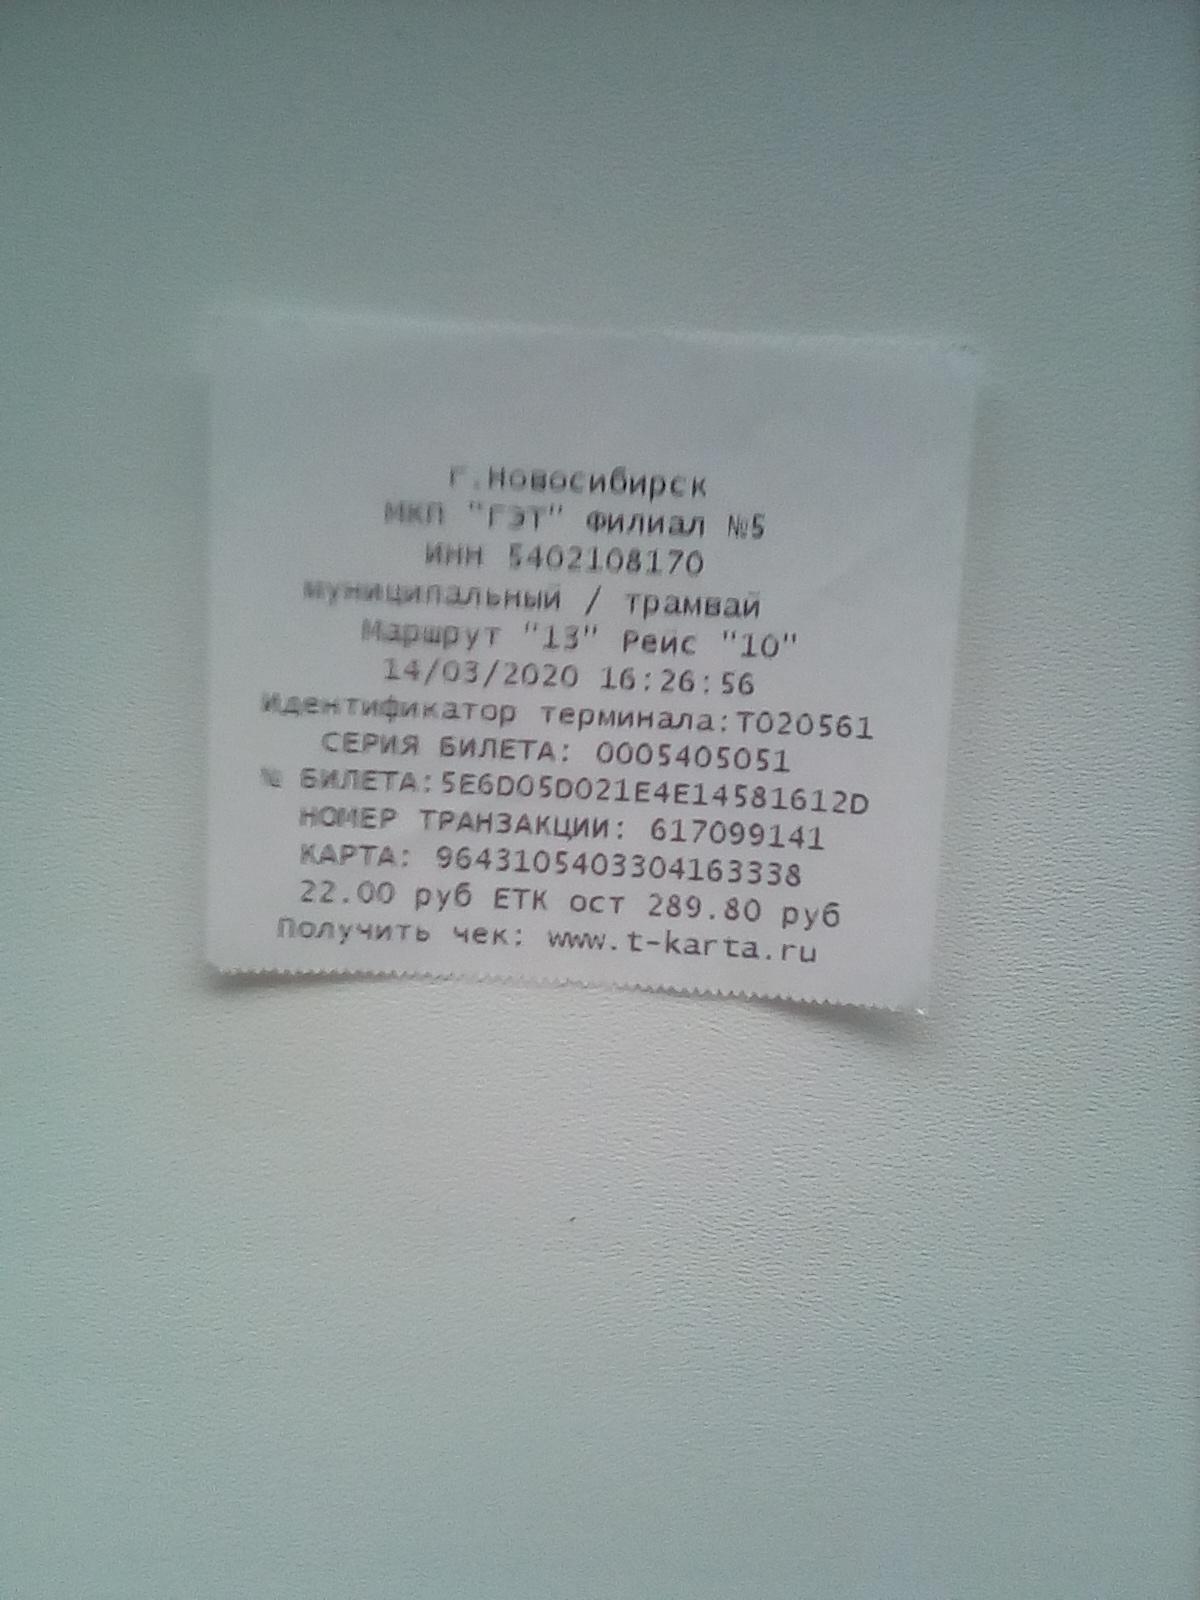 г.Новосибирск
МКП "ГЭТ" Филиал №5
ИНН 5402108170
муниципальный / трамвай
Маршрут "13" Рейс "10"
14/03/2020 16:26:56
Идентификатор терминала:T020561
СЕРИЯ БИЛЕТА: 0005405051
№ БИЛЕТА:5E6D05D021E4E14581612D
НОМЕР ТРАНЗАКЦИИ: 617099141
КАРТА: 9643105403304163338
22.00 руб ЕТК ост 289.80 руб
Получить чек: www.t-karta.ru